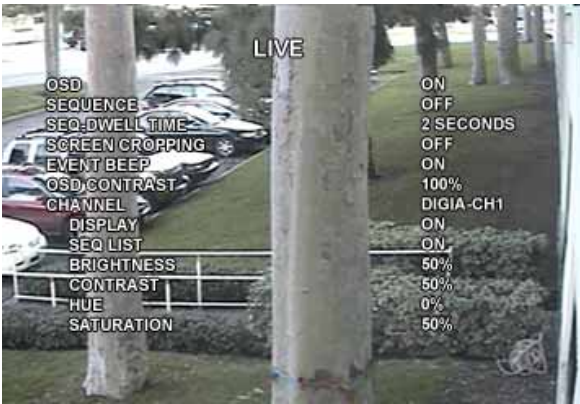 LIVE
OSD ON
SEQUENCE OFF
SEQ-DWELL TIME 2 SECONDS
SCREEN CROPPING OFF
EVENT BEEP ON
OSD CONTRAST 100%
CHANNEL DIGIA-CH1
DISPLAY ON
SEQ LIST ON
BRIGHTNESS 50%
CONTRAST 50%
HUE 0%
SATURATION 50%